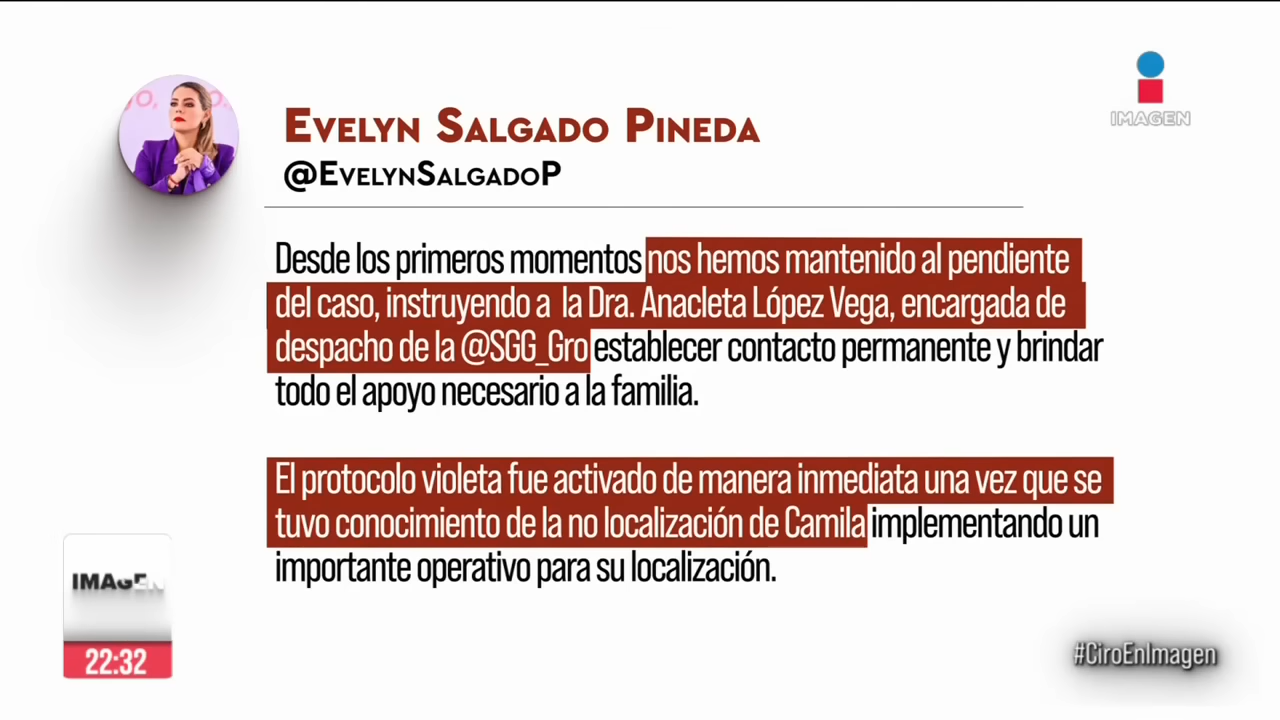 EVELYN SALGADO PINEDA
@EVELYNSALGADOP
IMAGEN
Desde los primeros momentos nos hemos mantenido al pendiente
del caso, instruyendo a la Dra. Anacleta López Vega, encargada de
despacho de la @SGG_Gro establecer contacto permanente y brindar
todo el apoyo necesario a la familia.
El protocolo violeta fue activado de manera inmediata una vez que se
tuvo conocimiento de la no localización de Camila implementando un
importante operativo para su localización.
IMAGEN
22:32
#CiroEnImagen